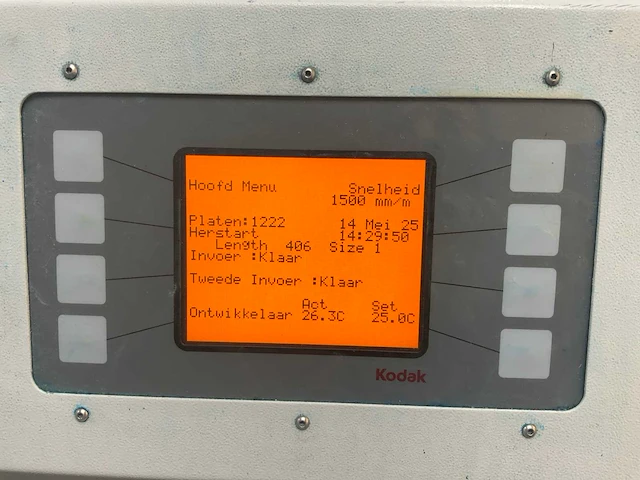 Hoofd Menu Snelheid
1500 mm/m
Platen:1222 14 Mei 25
Herstart 14:29:50
Length 406 Size 1
Invoer :Klaar
Tweede Invoer :Klaar
Act Set
Ontwikkelaar 26.3C 25.0C
Kodak